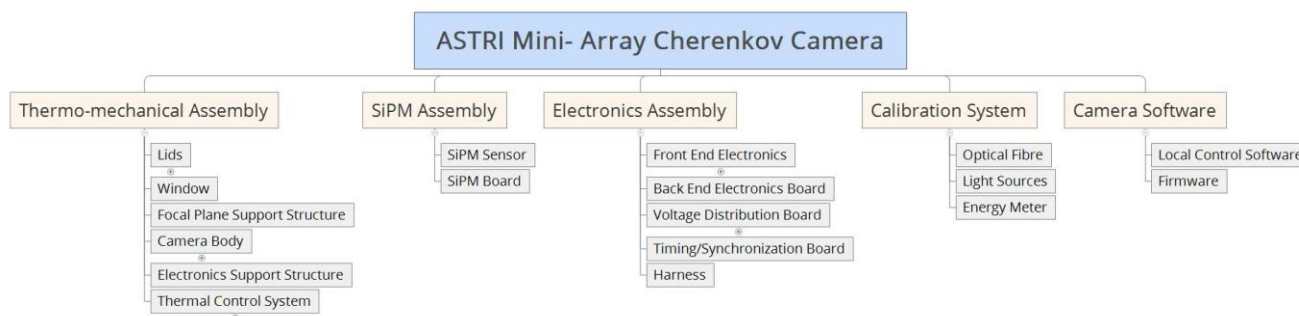 ASTRI Mini- Array Cherenkov Camera
Thermo-mechanical Assembly
Lids
Window
Focal Plane Support Structure
Camera Body
Electronics Support Structure
Thermal Control System
SiPM Assembly
SiPM Sensor
SiPM Board
Electronics Assembly
Front End Electronics
Back End Electronics Board
Voltage Distribution Board
Timing/Synchronization Board
Harness
Calibration System
Optical Fibre
Light Sources
Energy Meter
Camera Software
Local Control Software
Firmware